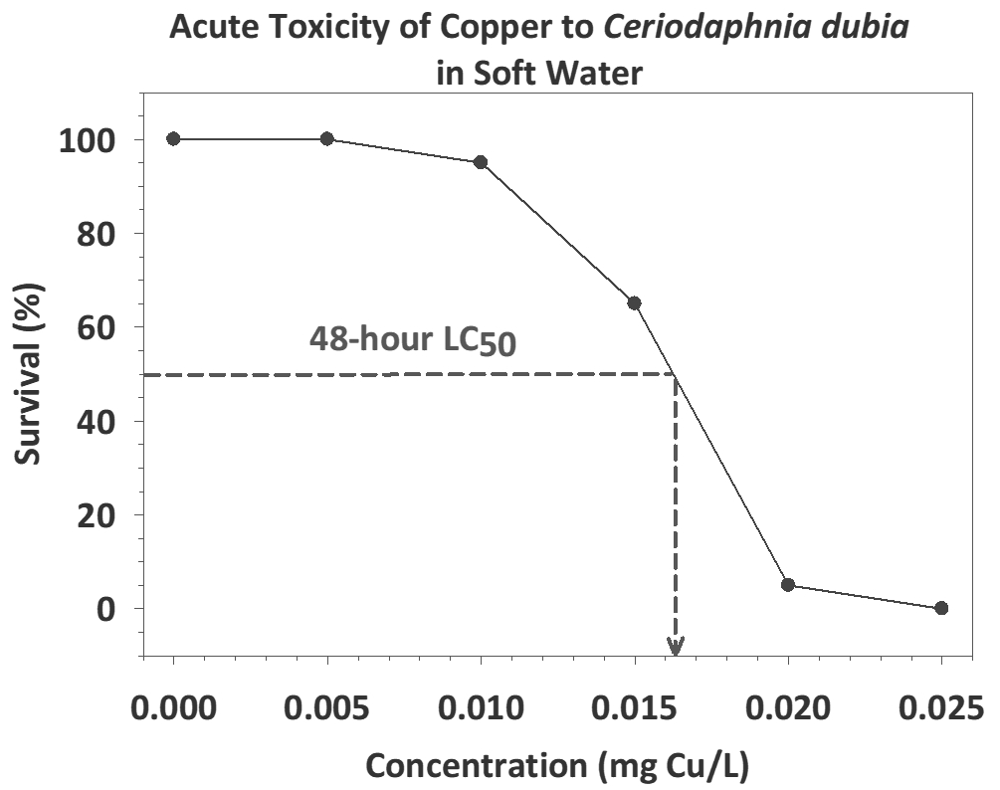 Acute Toxicity of Copper to Ceriodaphnia dubia
in Soft Water
Survival (%)
100
80
60
40
20
0
48-hour LC50
0.000 0.005 0.010 0.015 0.020 0.025
Concentration (mg Cu/L)